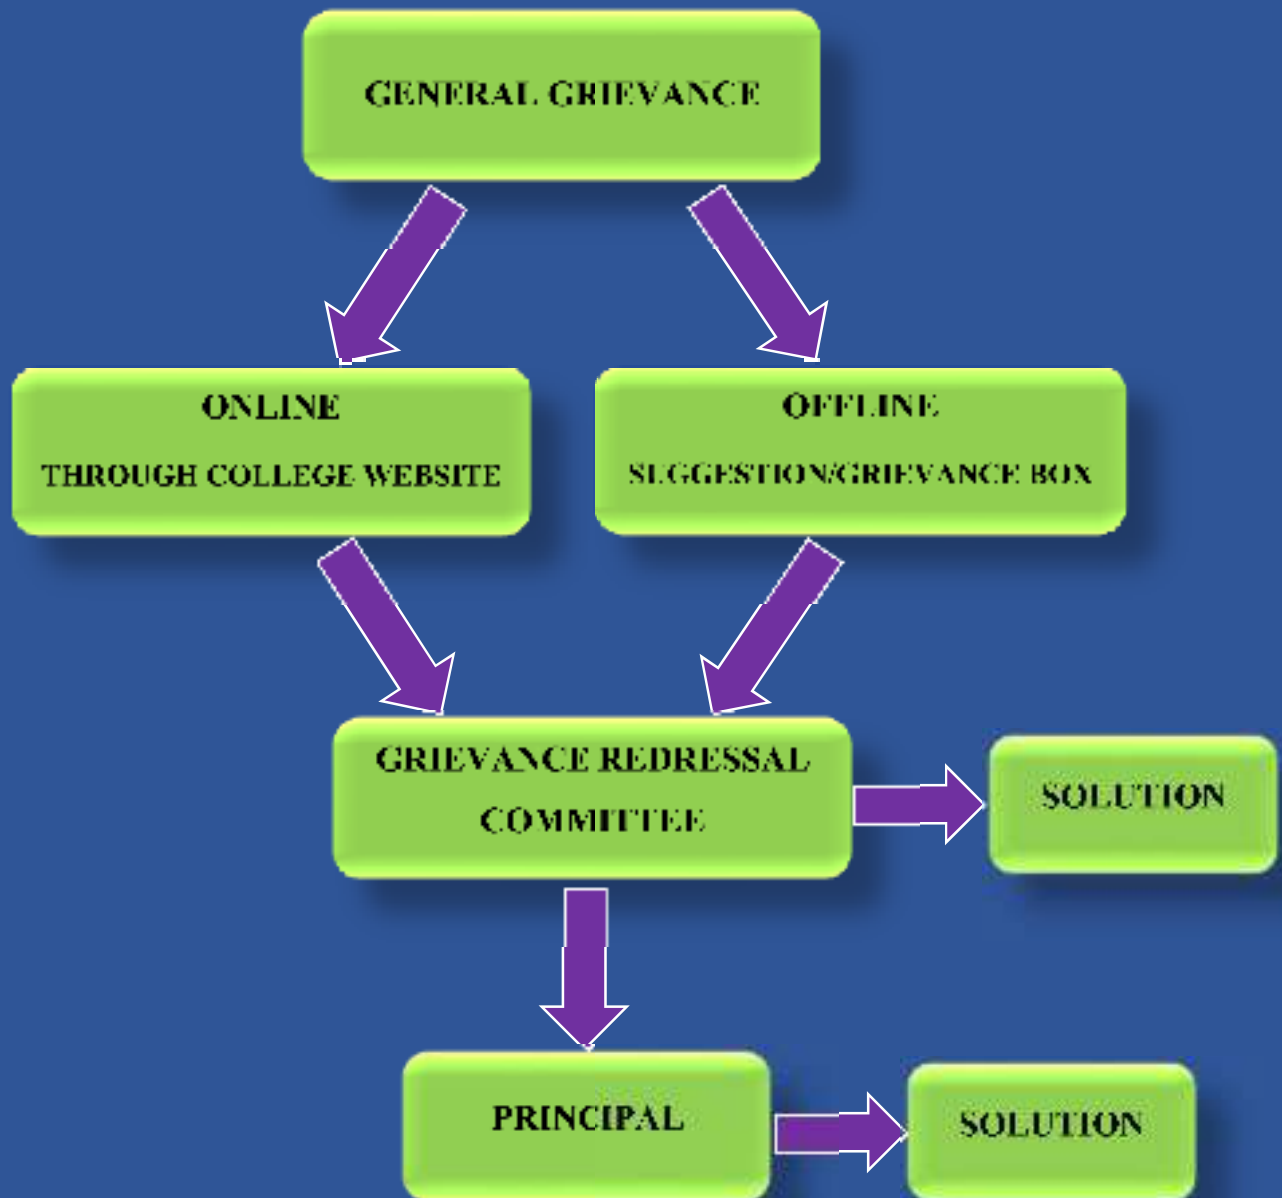 GENERAL GRIEVANCE
ONLINE
THROUGH COLLEGE WEBSITE
OFFLINE
SUGGESTION/GRIEVANCE BOX
GRIEVANCE REDRESSAL
COMMITTEE
SOLUTION
PRINCIPAL
SOLUTION